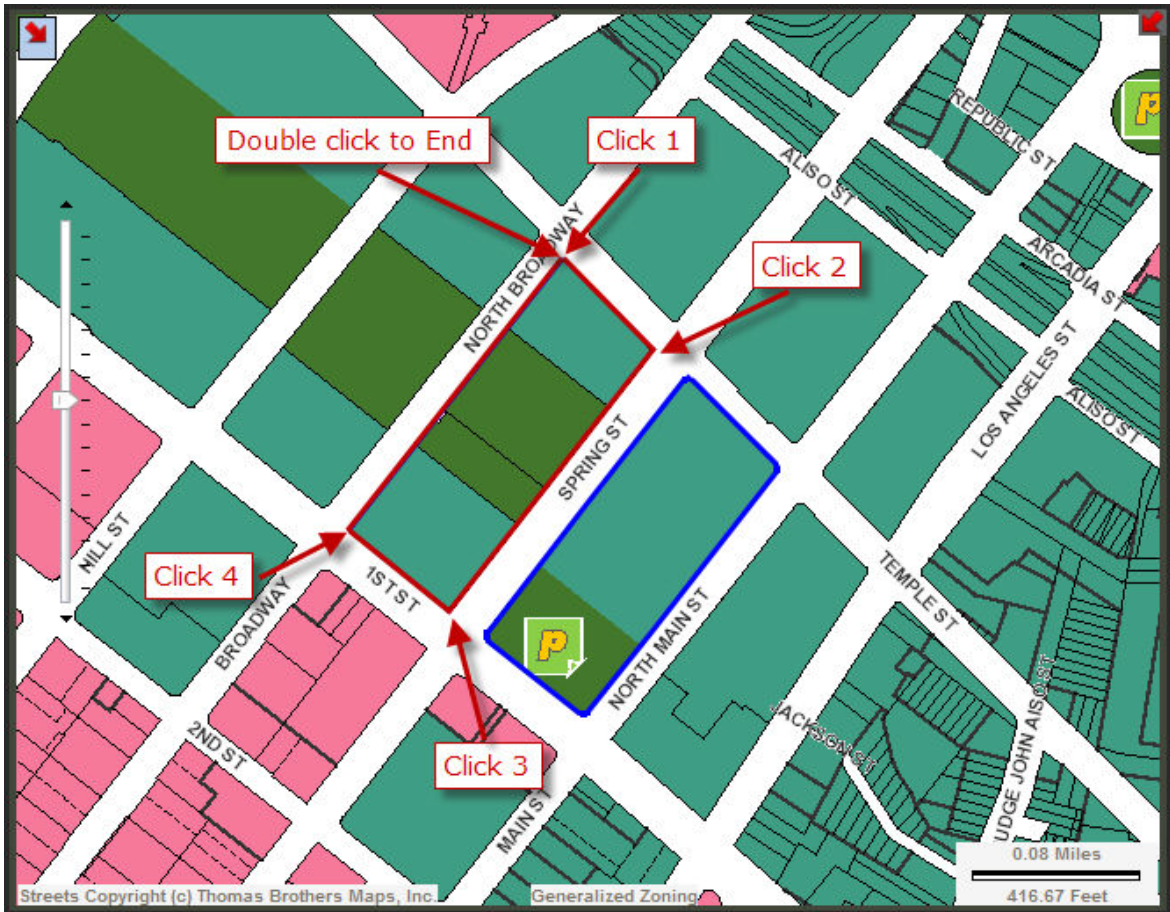 REPUBLIC ST
Double click to End
Click 1
ALISO ST
P
NORTH BROADWAY
ARCADIA ST
Click 2
LOS ANGELES ST
ALISO ST
SPRING ST
HILL ST
Click 4
1ST ST
BROADWAY
TEMPLE ST
P
NORTH MAIN ST
2ND ST
JACKSON ST
UDGE JOHN AISO ST
Click 3
MAIN ST
0.08 Miles
416.67 Feet
Streets Copyright (c) Thomas Brothers Maps, Inc.
Generalized Zoning